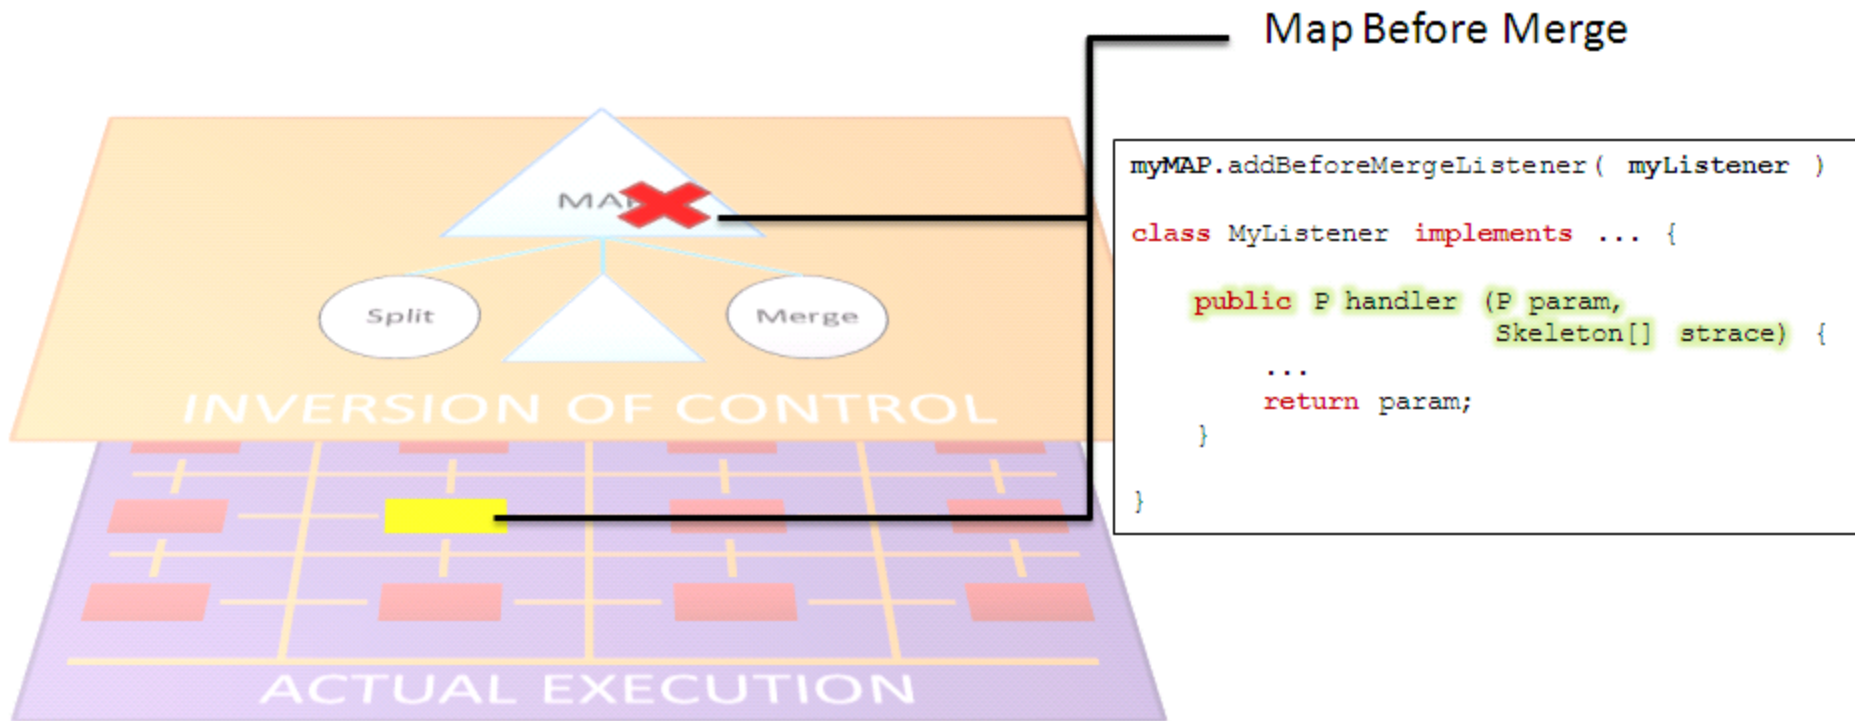 Map Before Merge
myMAP.addBeforeMergeListener( myListener )
class MyListener implements ... {
public P handler (P param,
Skeleton[] strace) {
...
return param;
}
}
MAP
Split
Merge
INVERSION OF CONTROL
ACTUAL EXECUTION